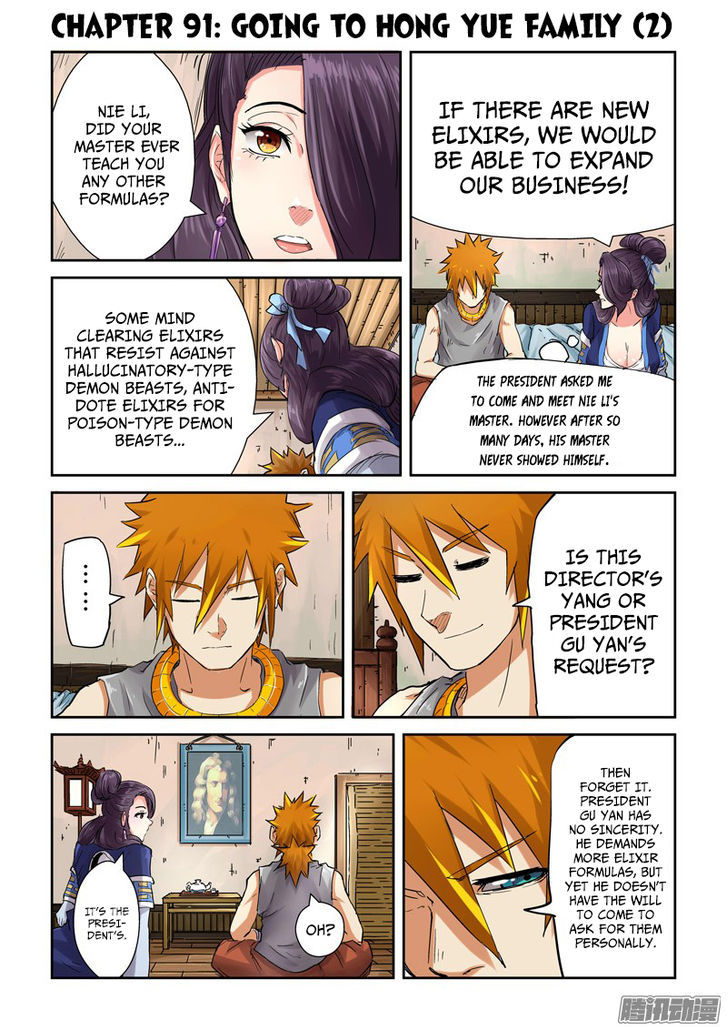 CHAPTER 91: GOING TO HONG YUE FAMILY (2)
NIE LI,
DID YOUR
MASTER EVER
TEACH YOU
ANY OTHER
FORMULAS?
IF THERE ARE NEW
ELIXIRS, WE WOULD
BE ABLE TO EXPAND
OUR BUSINESS!
SOME MIND
CLEARING ELIXIRS
THAT RESIST AGAINST
HALLUCINATORY-TYPE
DEMON BEASTS, ANTI-
DOTE ELIXIRS FOR
POISON-TYPE DEMON
BEASTS...
THE PRESIDENT ASKED ME
TO COME AND MEET NIE LI'S
MASTER. HOWEVER AFTER SO
MANY DAYS, HIS MASTER
NEVER SHOWED HIMSELF.
.....
IS THIS
DIRECTOR'S
YANG OR
PRESIDENT
GU YAN'S
REQUEST?
IT'S THE
PRESI-
DENT'S.
OH?
THEN
FORGET IT.
PRESIDENT
GU YAN HAS
NO SINCERITY.
HE DEMANDS
MORE ELIXIR
FORMULAS, BUT
YET HE DOESN'T
HAVE THE WILL
TO COME TO
ASK FOR THEM
PERSONALLY.
腾讯动漫